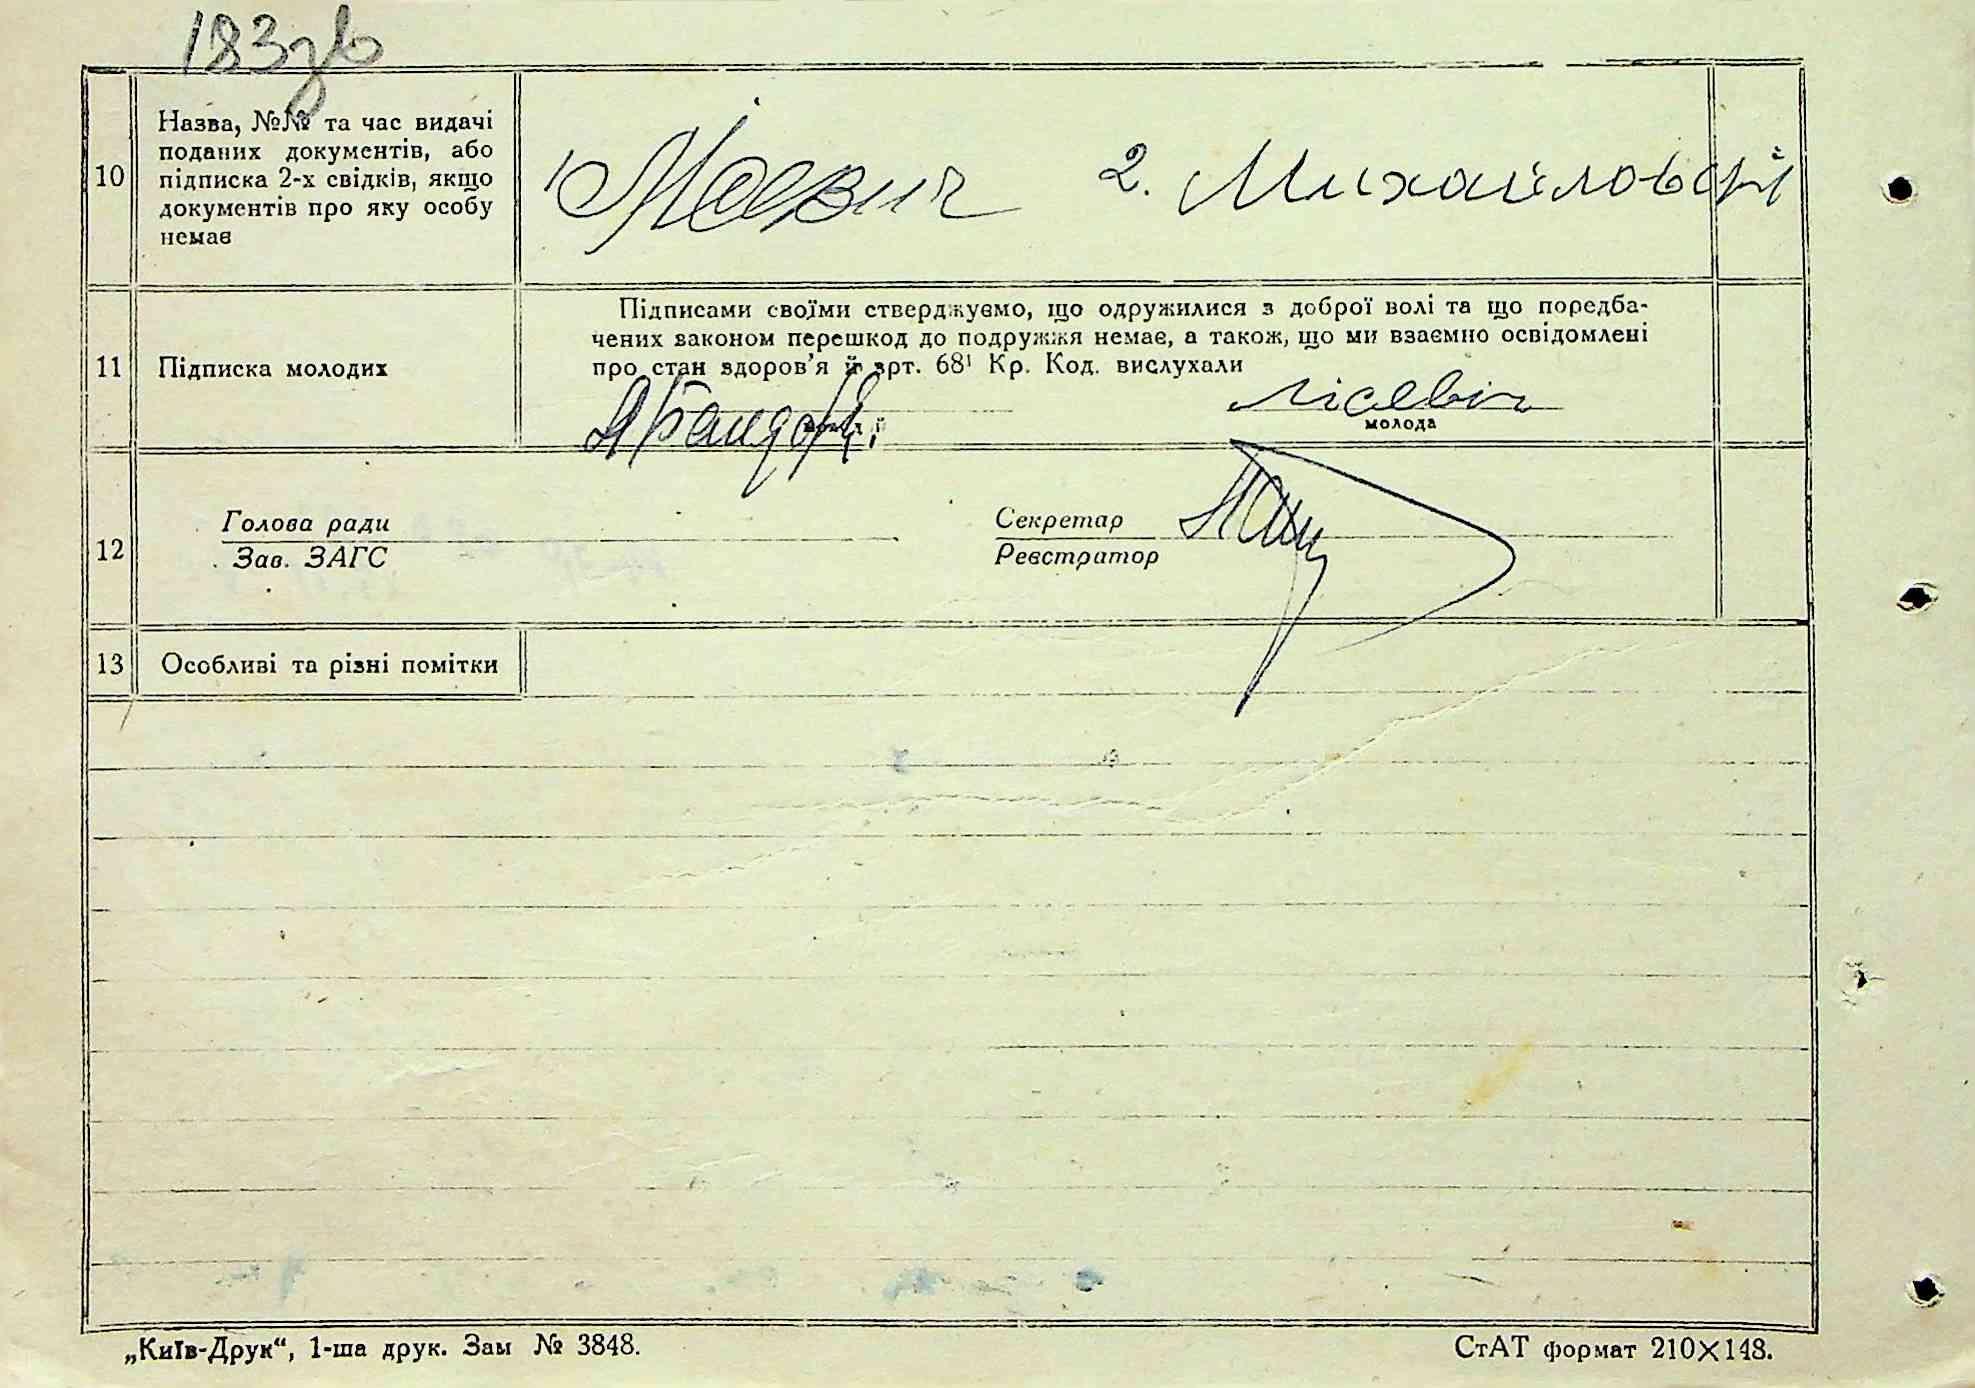 183зв
10
Назва, №№ та час видачі
поданих документів, або
підписка 2-х свідків, якщо
документів про яку особу
немає
2. Михайловскі
11
Підписка молодих
Підписами своїми стверджуємо, що одружилися з доброї волі та що поредба-
чених законом перешкод до подружжя немає, а також, що ми взаємно освідомлені
про стан здоров'я й арт. 68¹ Кр. Код. вислухали
Лісевіч
молода
12
Голова ради
Зав. ЗАГС
Секретар
Реєстратор
13
Особливі та різні помітки
„Київ-Друк“, 1-ша друк. Зам № 3848.
СтАТ формат 210×148.